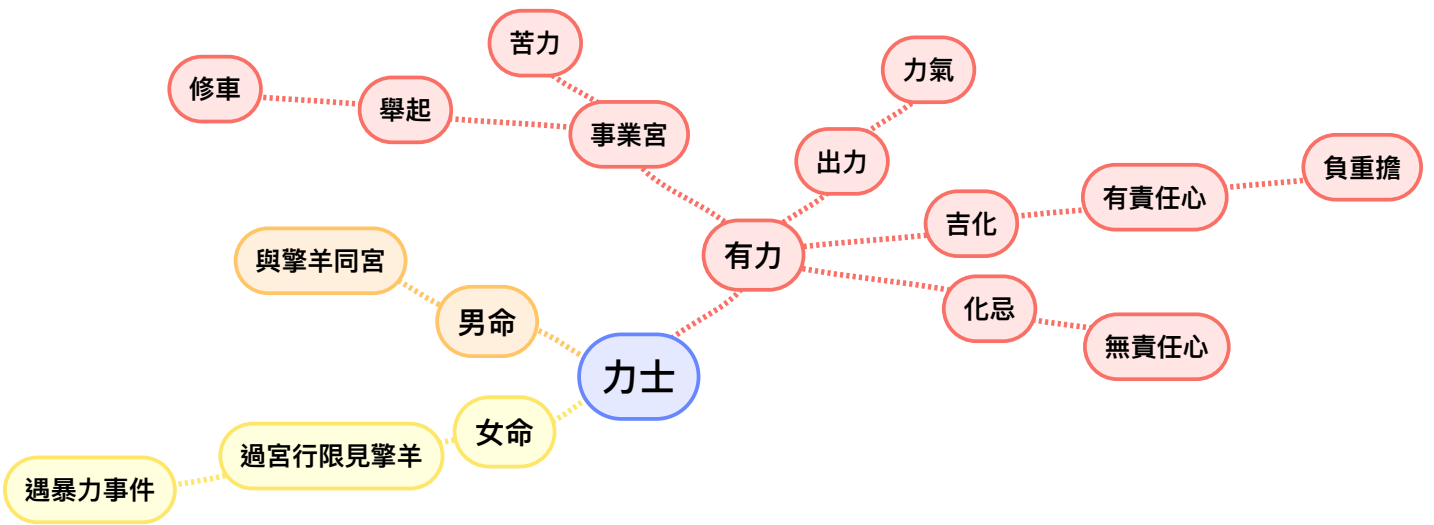 苦力
力氣
修車
舉起
事業宮
出力
負重擔
有責任心
吉化
有力
與擎羊同宮
化忌
男命
無責任心
力士
女命
過宮行限見擎羊
遇暴力事件